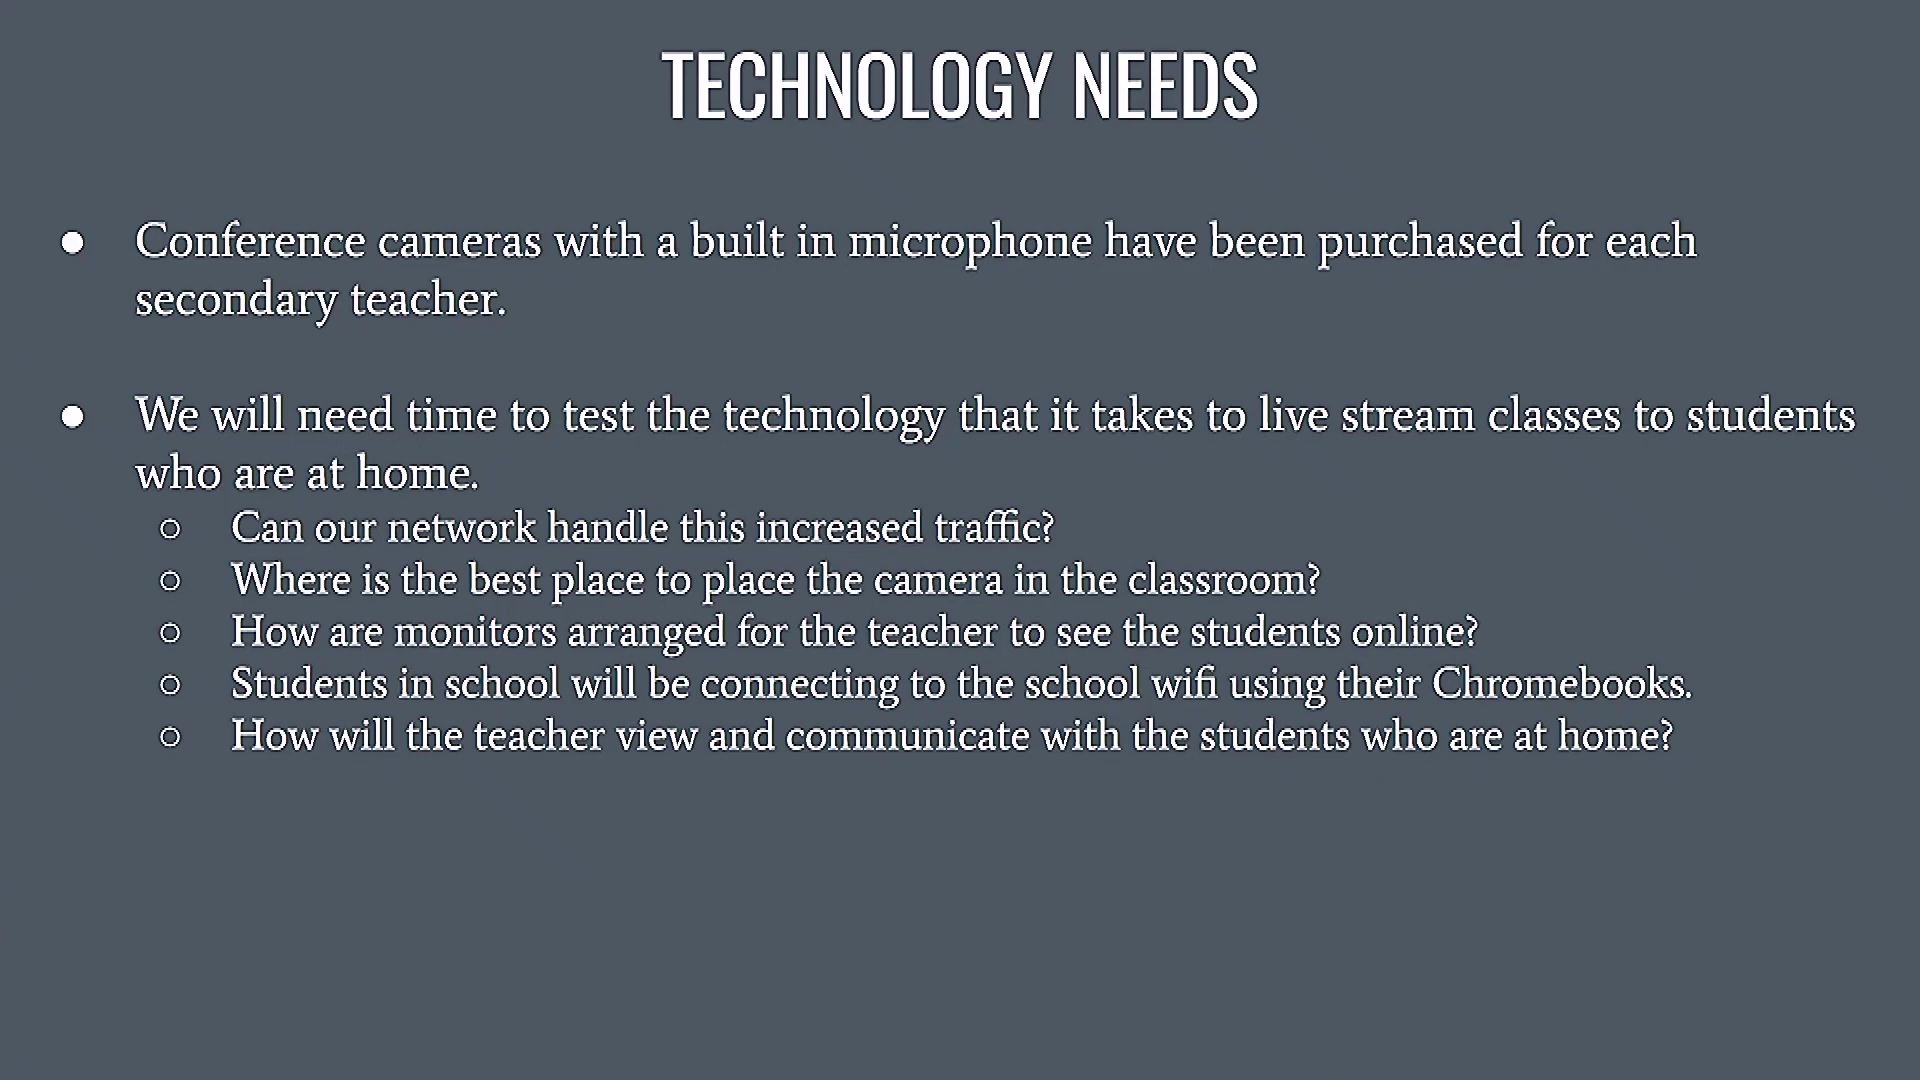 TECHNOLOGY NEEDS
● Conference cameras with a built in microphone have been purchased for each
secondary teacher.
● We will need time to test the technology that it takes to live stream classes to students
who are at home.
○ Can our network handle this increased traffic?
○ Where is the best place to place the camera in the classroom?
○ How are monitors arranged for the teacher to see the students online?
○ Students in school will be connecting to the school wifi using their Chromebooks.
○ How will the teacher view and communicate with the students who are at home?